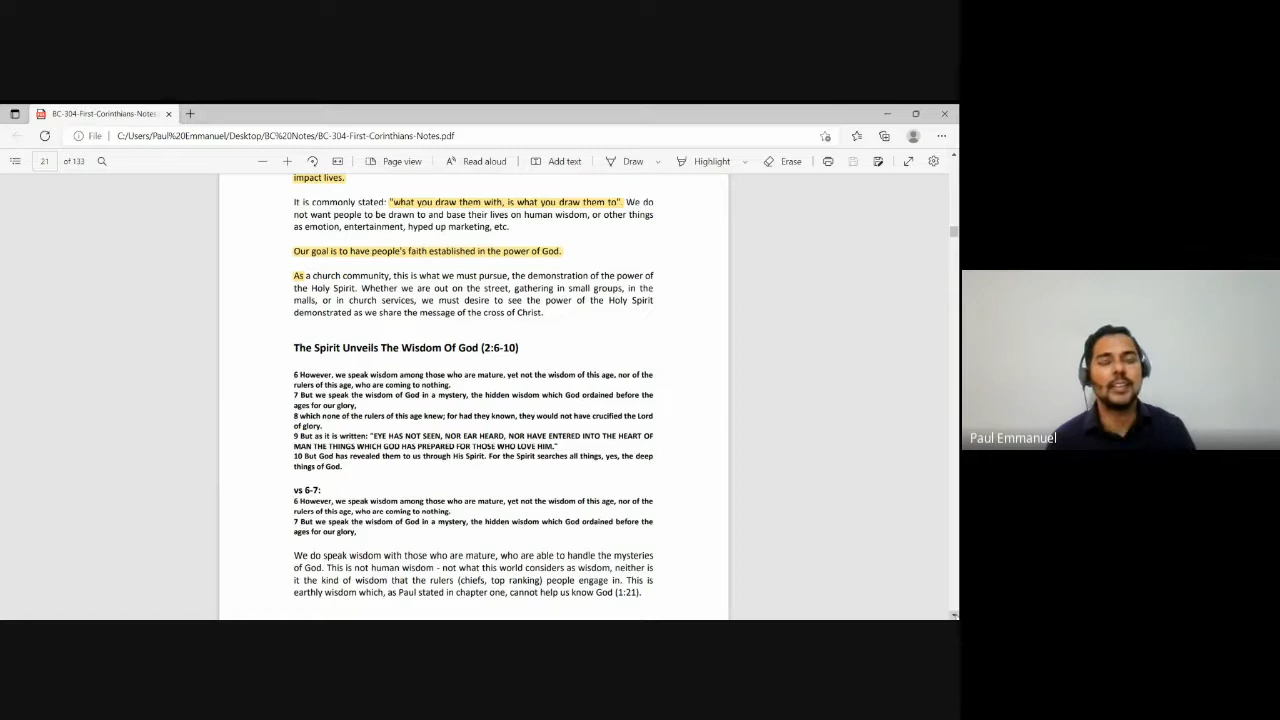 BC-304-First-Corinthians-Notes
File
C:/Users/Paul%20Emmanuel/Desktop/BC%20Notes/BC-304-First-Corinthians-Notes.pdf
21 of 133
Page view
Read aloud
Add text
Draw
Highlight
Erase
impact lives.
It is commonly stated: "what you draw them with, is what you draw them to". We do
not want people to be drawn to and base their lives on human wisdom, or other things
as emotion, entertainment, hyped up marketing, etc.
Our goal is to have people's faith established in the power of God.
As a church community, this is what we must pursue, the demonstration of the power of
the Holy Spirit. Whether we are out on the street, gathering in small groups, in the
malls, or in church services, we must desire to see the power of the Holy Spirit
demonstrated as we share the message of the cross of Christ.
The Spirit Unveils The Wisdom Of God (2:6-10)
6 However, we speak wisdom among those who are mature, yet not the wisdom of this age, nor of the
rulers of this age, who are coming to nothing.
7 But we speak the wisdom of God in a mystery, the hidden wisdom which God ordained before the
ages for our glory,
8 which none of the rulers of this age knew; for had they known, they would not have crucified the Lord
of glory.
9 But as it is written: "EYE HAS NOT SEEN, NOR EAR HEARD, NOR HAVE ENTERED INTO THE HEART OF
MAN THE THINGS WHICH GOD HAS PREPARED FOR THOSE WHO LOVE HIM."
10 But God has revealed them to us through His Spirit. For the Spirit searches all things, yes, the deep
things of God.
vs 6-7:
6 However, we speak wisdom among those who are mature, yet not the wisdom of this age, nor of the
rulers of this age, who are coming to nothing.
7 But we speak the wisdom of God in a mystery, the hidden wisdom which God ordained before the
ages for our glory,
We do speak wisdom with those who are mature, who are able to handle the mysteries
of God. This is not human wisdom - not what this world considers as wisdom, neither is
it the kind of wisdom that the rulers (chiefs, top ranking) people engage in. This is
earthly wisdom which, as Paul stated in chapter one, cannot help us know God (1:21).
Paul Emmanuel